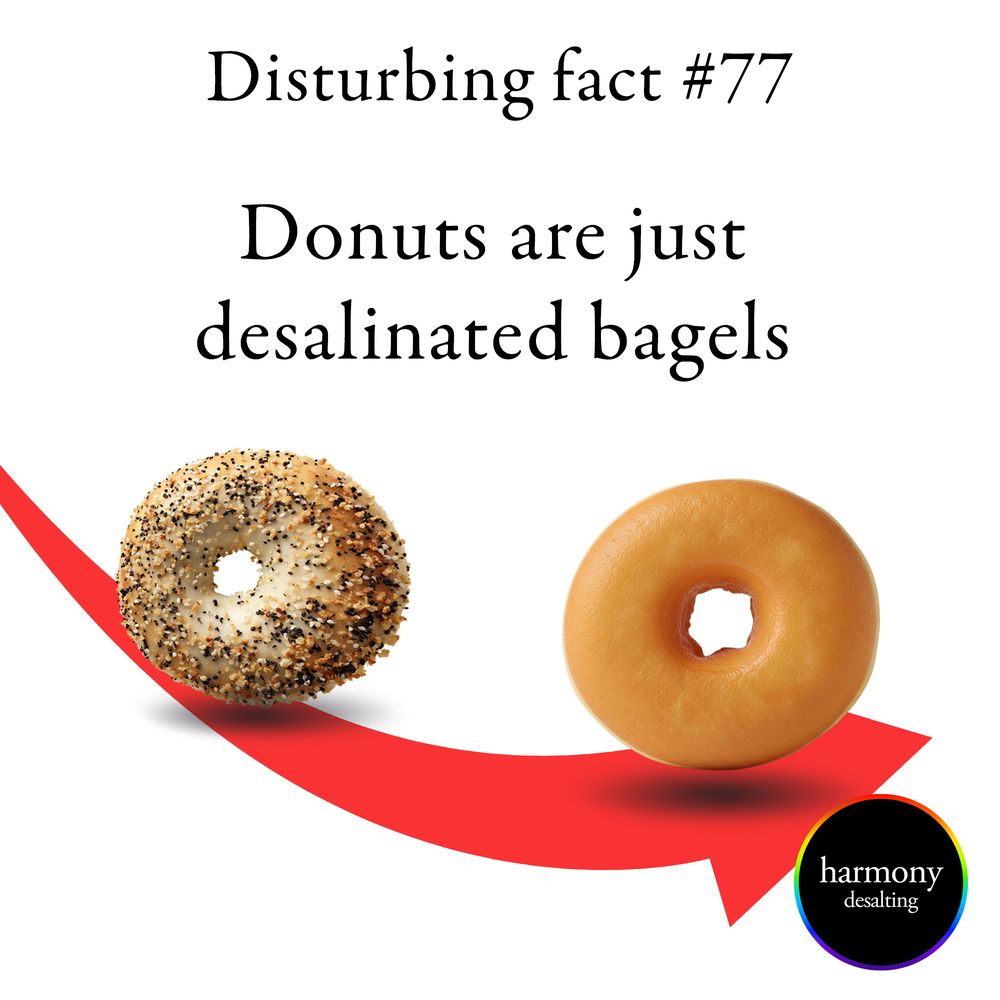 Disturbing fact #77
Donuts are just
desalinated bagels
harmony
desalting